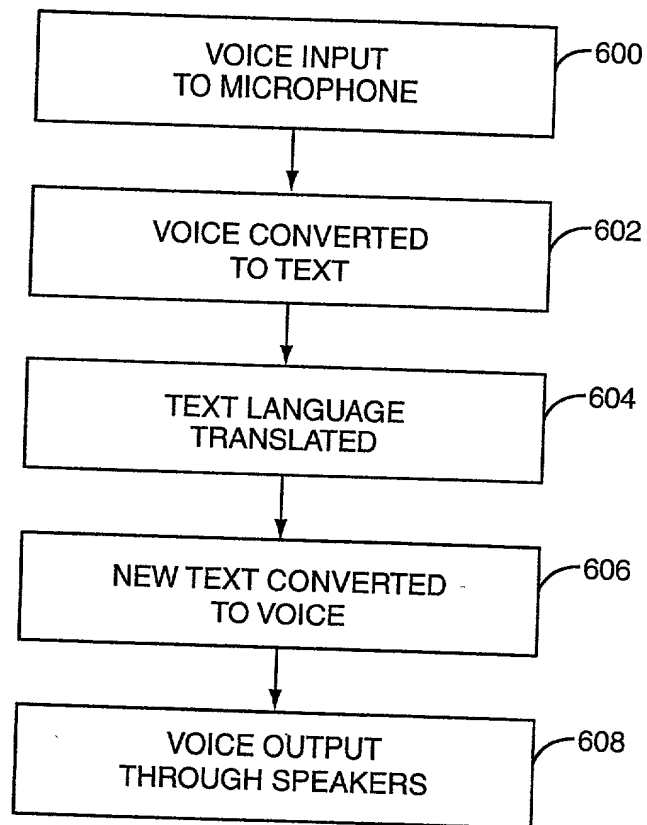 VOICE INPUT
TO MICROPHONE
600
VOICE CONVERTED
TO TEXT
602
TEXT LANGUAGE
TRANSLATED
604
NEW TEXT CONVERTED
TO VOICE
606
VOICE OUTPUT
THROUGH SPEAKERS
608